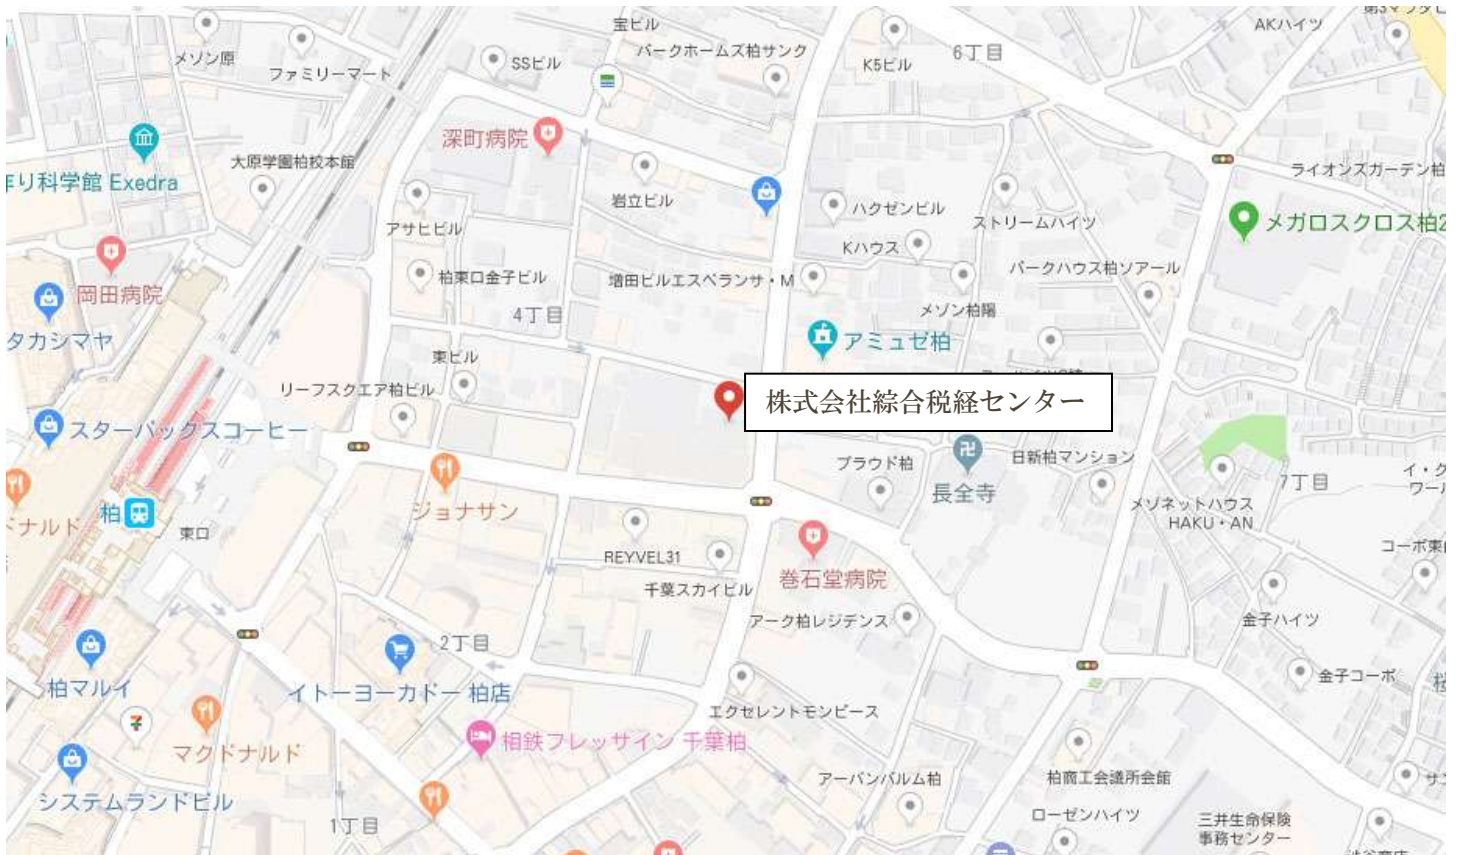 宝ビル
AKハイツ
メゾン原
ファミリーマート
SSビル
パークホームズ柏サンク
K5ビル
6丁目
深町病院
大原学園柏校本館
作り科学館 Exedra
岩立ビル
ライオンズガーデン柏
ハクゼンビル
ストリームハイツ
メガロスクロス柏2
アサヒビル
Kハウス
岡田病院
柏東口金子ビル
増田ビルエスペランサ・M
パークハウス柏ソアール
4丁目
メゾン柏陽
タカシマヤ
アミュゼ柏
東ビル
リーフスクエア柏ビル
株式会社綜合税経センター
スターバックスコーヒー
プラウド柏
日新柏マンション
長全寺
7丁目
イ・ク
ワール
ジョナサン
メゾネットハウス
HAKU・AN
ドナルド
柏
東口
REYVEL31
コーポ東
千葉スカイビル
巻石堂病院
アーク柏レジデンス
金子ハイツ
2丁目
金子コーポ
柏マルイ
イトーヨーカドー 柏店
エクセレントモンピース
マクドナルド
相鉄フレッサイン 千葉柏
アーバンバルム柏
柏商工会議所会館
システムランドビル
ローゼンハイツ
三井生命保険
事務センター
1丁目